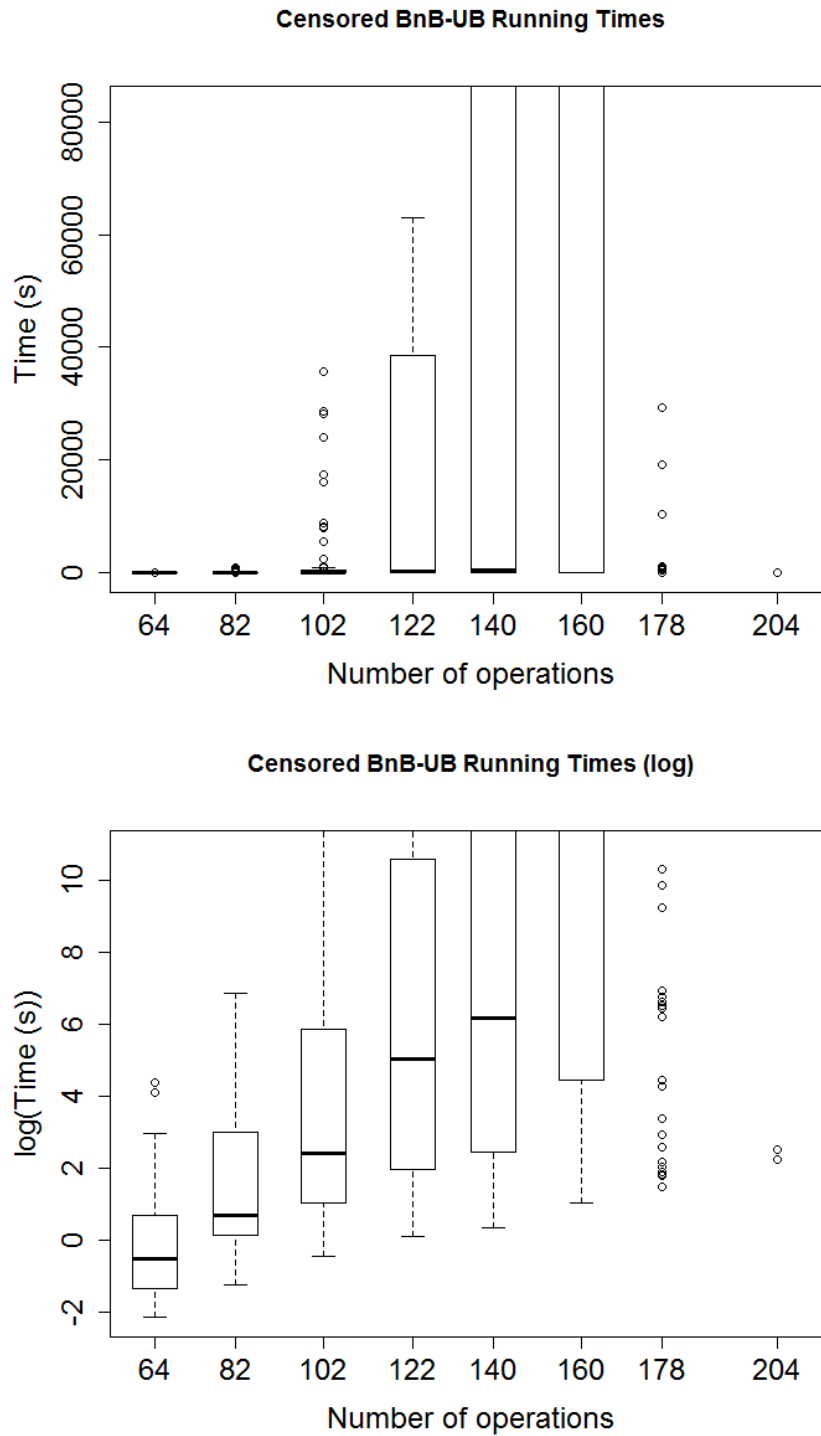 Censored BnB-UB Running Times
80000
60000
40000
20000
0
Time (s)
64 82 102 122 140 160 178 204
Number of operations
Censored BnB-UB Running Times (log)
10
8
6
4
2
0
-2
log(Time (s))
64 82 102 122 140 160 178 204
Number of operations